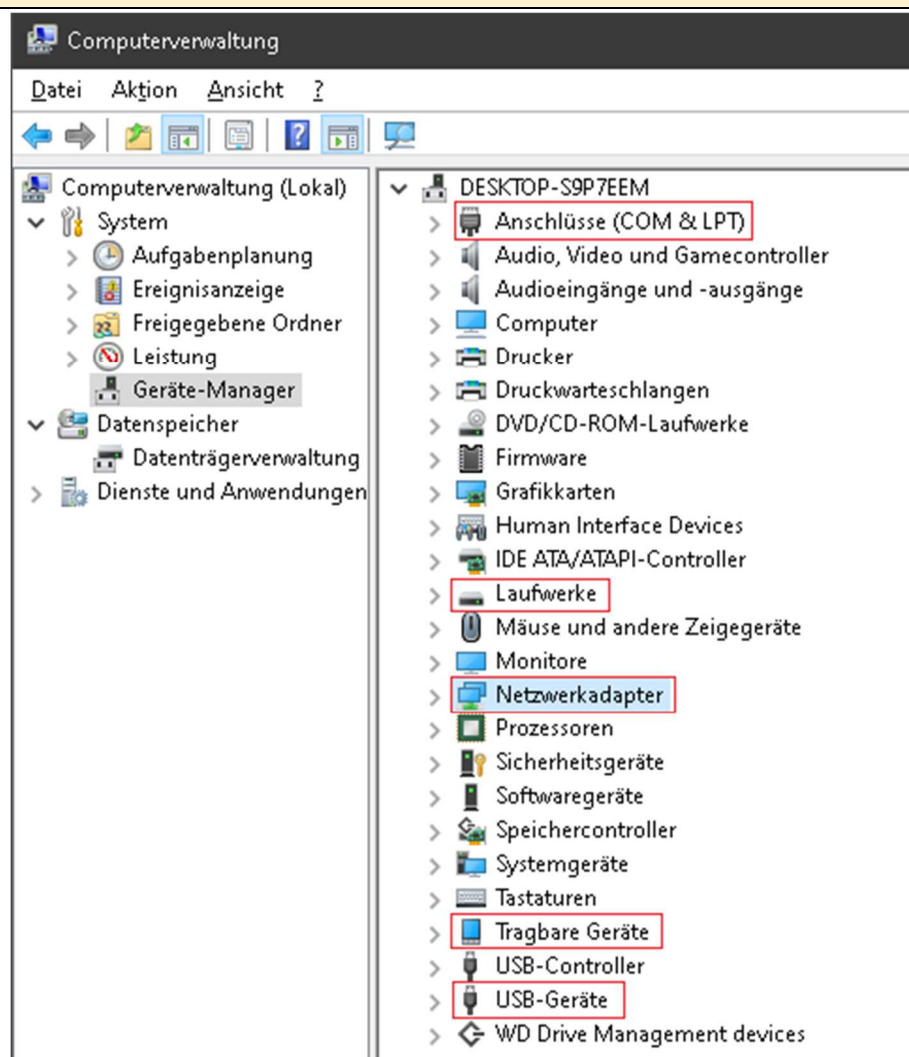 Computerverwaltung
Datei Aktion Ansicht ?
Computerverwaltung (Lokal)
System
Aufgabenplanung
Ereignisanzeige
Freigegebene Ordner
Leistung
Geräte-Manager
Datenspeicher
Datenträgerverwaltung
Dienste und Anwendungen
DESKTOP-S9P7EEM
Anschlüsse (COM & LPT)
Audio, Video und Gamecontroller
Audioeingänge und -ausgänge
Computer
Drucker
Druckwarteschlangen
DVD/CD-ROM-Laufwerke
Firmware
Grafikkarten
Human Interface Devices
IDE ATA/ATAPI-Controller
Laufwerke
Mäuse und andere Zeigegeräte
Monitore
Netzwerkadapter
Prozessoren
Sicherheitsgeräte
Softwaregeräte
Speichercontroller
Systemgeräte
Tastaturen
Tragbare Geräte
USB-Controller
USB-Geräte
WD Drive Management devices